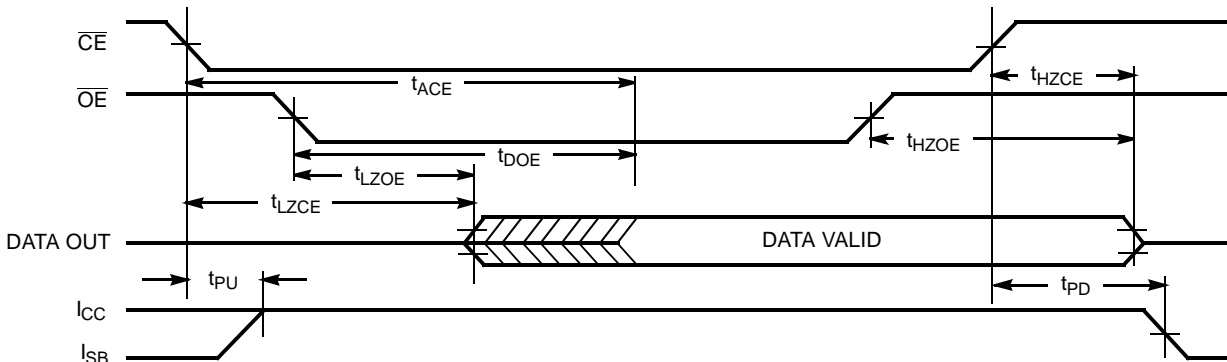 CE
tACE
tHZCE
OE
tHZOE
tDOE
tLZOE
tLZCE
DATA OUT
DATA VALID
tPU
tPD
ICC
ISB